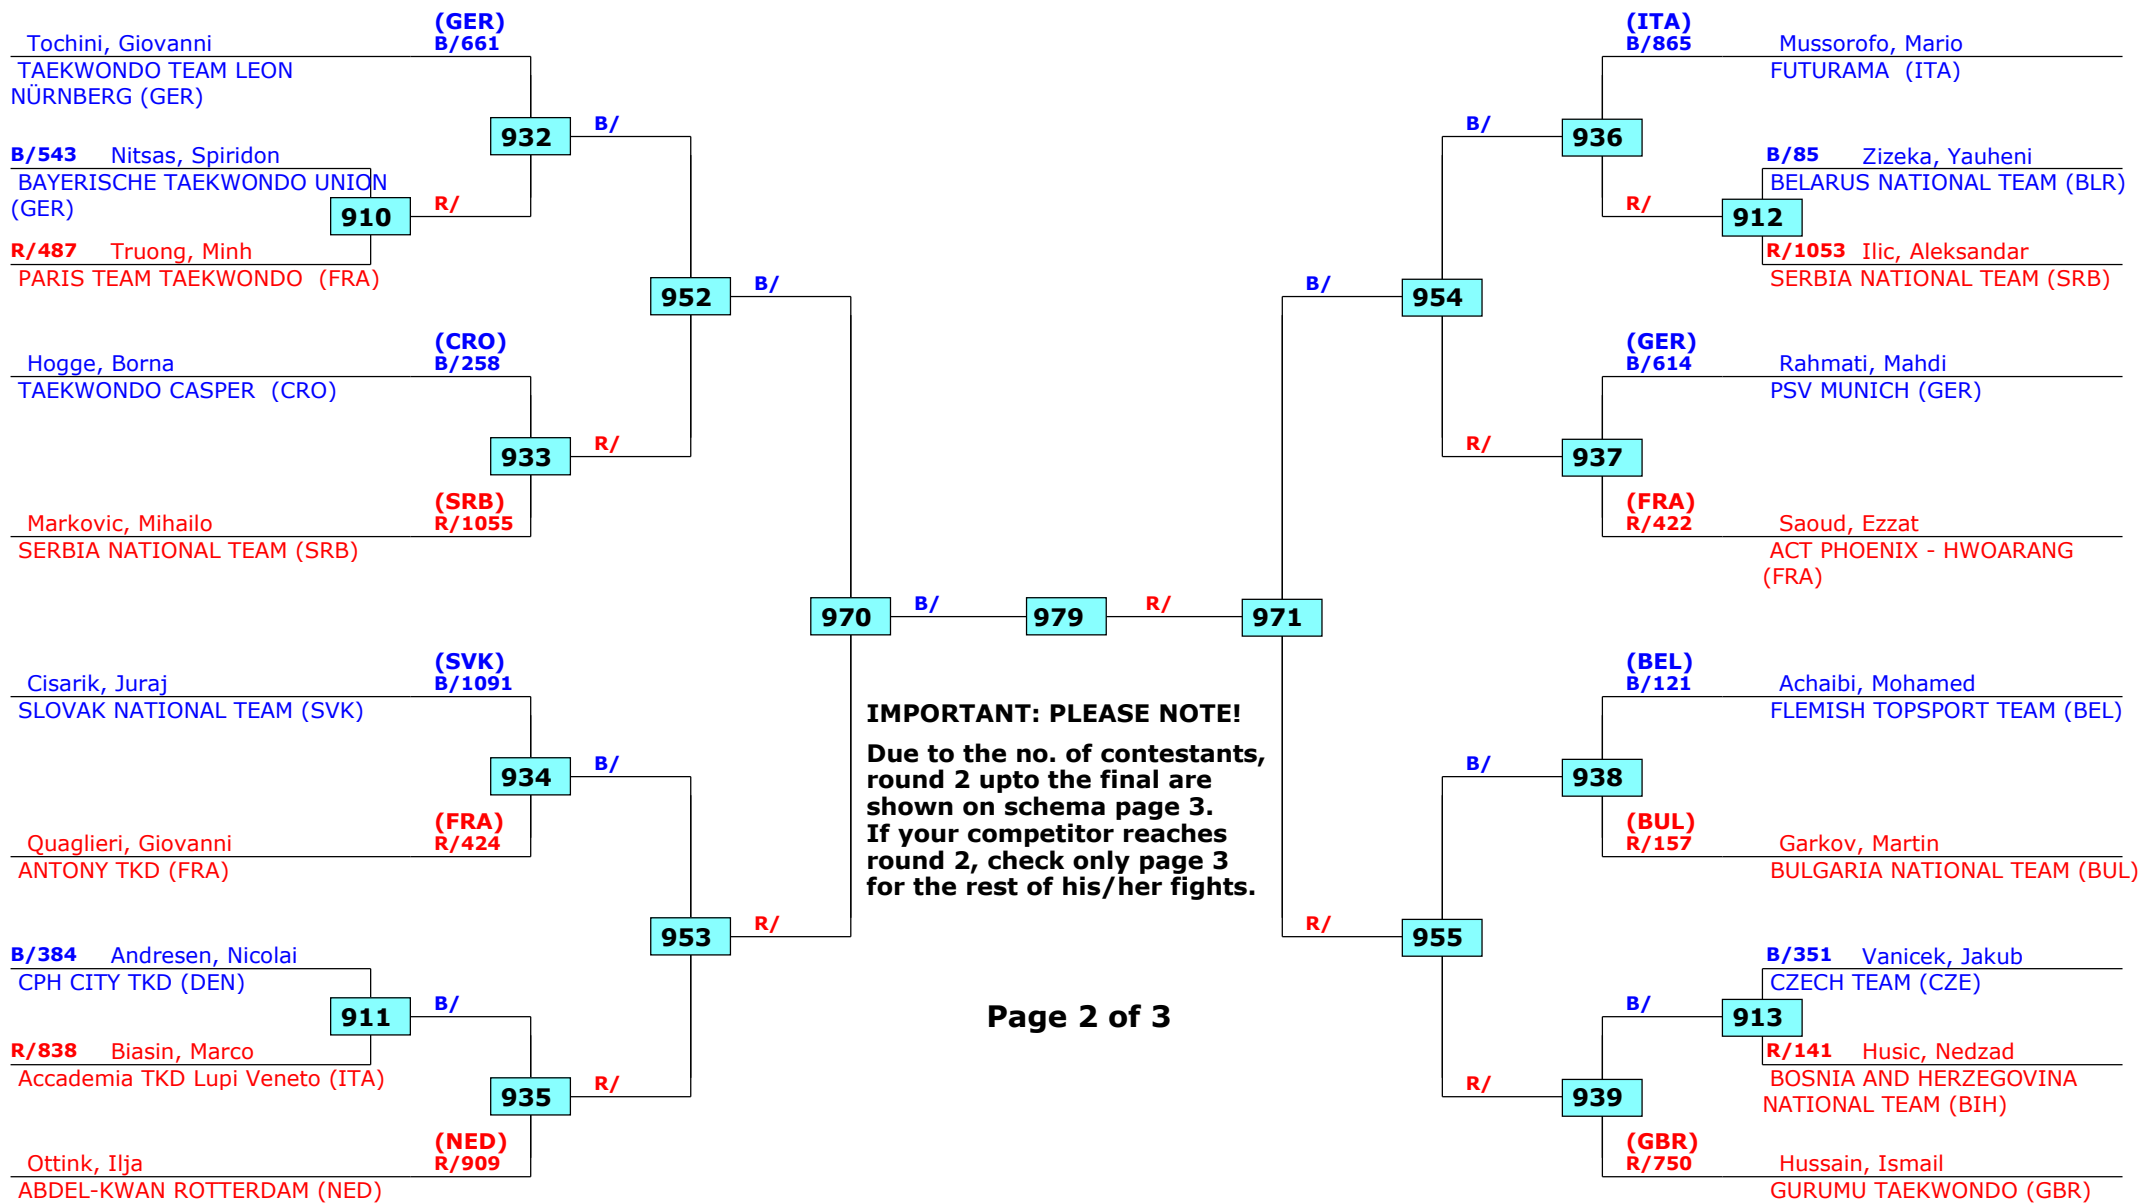 (GER)
Tochini, Giovanni B/661
TAEKWONDO TEAM LEON
NÜRNBERG (GER)
932
B/
B/543 Nitsas, Spiridon
BAYERISCHE TAEKWONDO UNION
(GER)
910
R/
R/487 Truong, Minh
PARIS TEAM TAEKWONDO (FRA)
952
B/
(CRO)
Hogge, Borna B/258
TAEKWONDO CASPER (CRO)
933
R/
(SRB)
Markovic, Mihailo R/1055
SERBIA NATIONAL TEAM (SRB)
970
B/
979
R/
971
(SVK)
Cisarik, Juraj B/1091
SLOVAK NATIONAL TEAM (SVK)
934
B/
(FRA)
Quaglieri, Giovanni R/424
ANTONY TKD (FRA)
953
R/
B/384 Andresen, Nicolai
CPH CITY TKD (DEN)
911
B/
R/838 Biasin, Marco
Accademia TKD Lupi Veneto (ITA)
935
R/
(NED)
Ottink, Ilja R/909
ABDEL-KWAN ROTTERDAM (NED)
IMPORTANT: PLEASE NOTE!
Due to the no. of contestants,
round 2 upto the final are
shown on schema page 3.
If your competitor reaches
round 2, check only page 3
for the rest of his/her fights.
Page 2 of 3
(ITA)
B/865 Mussorofo, Mario
FUTURAMA (ITA)
B/
936
B/85 Zizeka, Yauheni
BELARUS NATIONAL TEAM (BLR)
R/
912
R/1053 Ilic, Aleksandar
SERBIA NATIONAL TEAM (SRB)
B/
954
(GER)
B/614 Rahmati, Mahdi
PSV MUNICH (GER)
R/
937
(FRA)
R/422 Saoud, Ezzat
ACT PHOENIX - HWOARANG
(FRA)
(BEL)
B/121 Achaibi, Mohamed
FLEMISH TOPSPORT TEAM (BEL)
B/
938
(BUL)
R/157 Garkov, Martin
BULGARIA NATIONAL TEAM (BUL)
R/
955
B/351 Vanicek, Jakub
CZECH TEAM (CZE)
B/
913
R/141 Husic, Nedzad
BOSNIA AND HERZEGOVINA
NATIONAL TEAM (BIH)
R/
939
(GBR)
R/750 Hussain, Ismail
GURUMU TAEKWONDO (GBR)